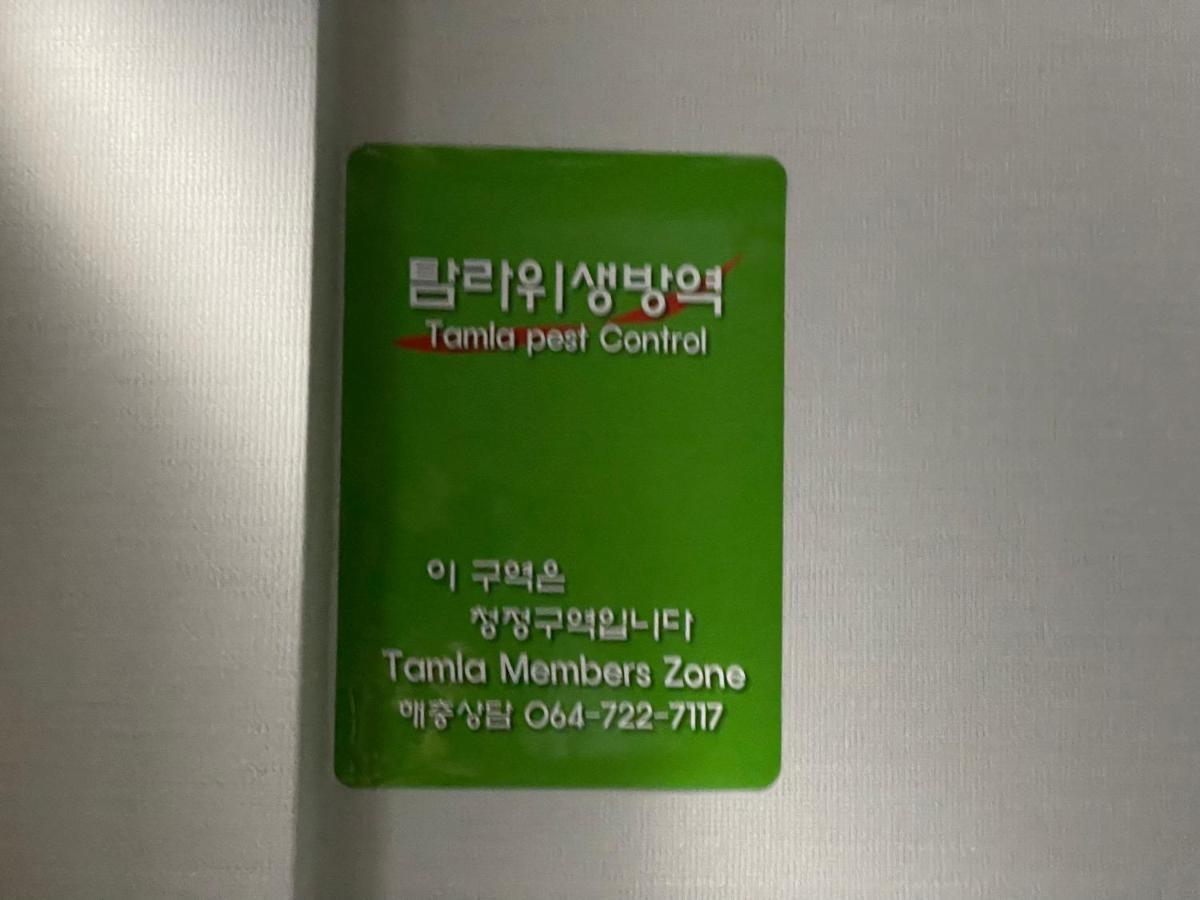 탐라위생방역
Tamla pest Control
이 구역은
청정구역입니다
Tamla Members Zone
해충상담 064-722-7117